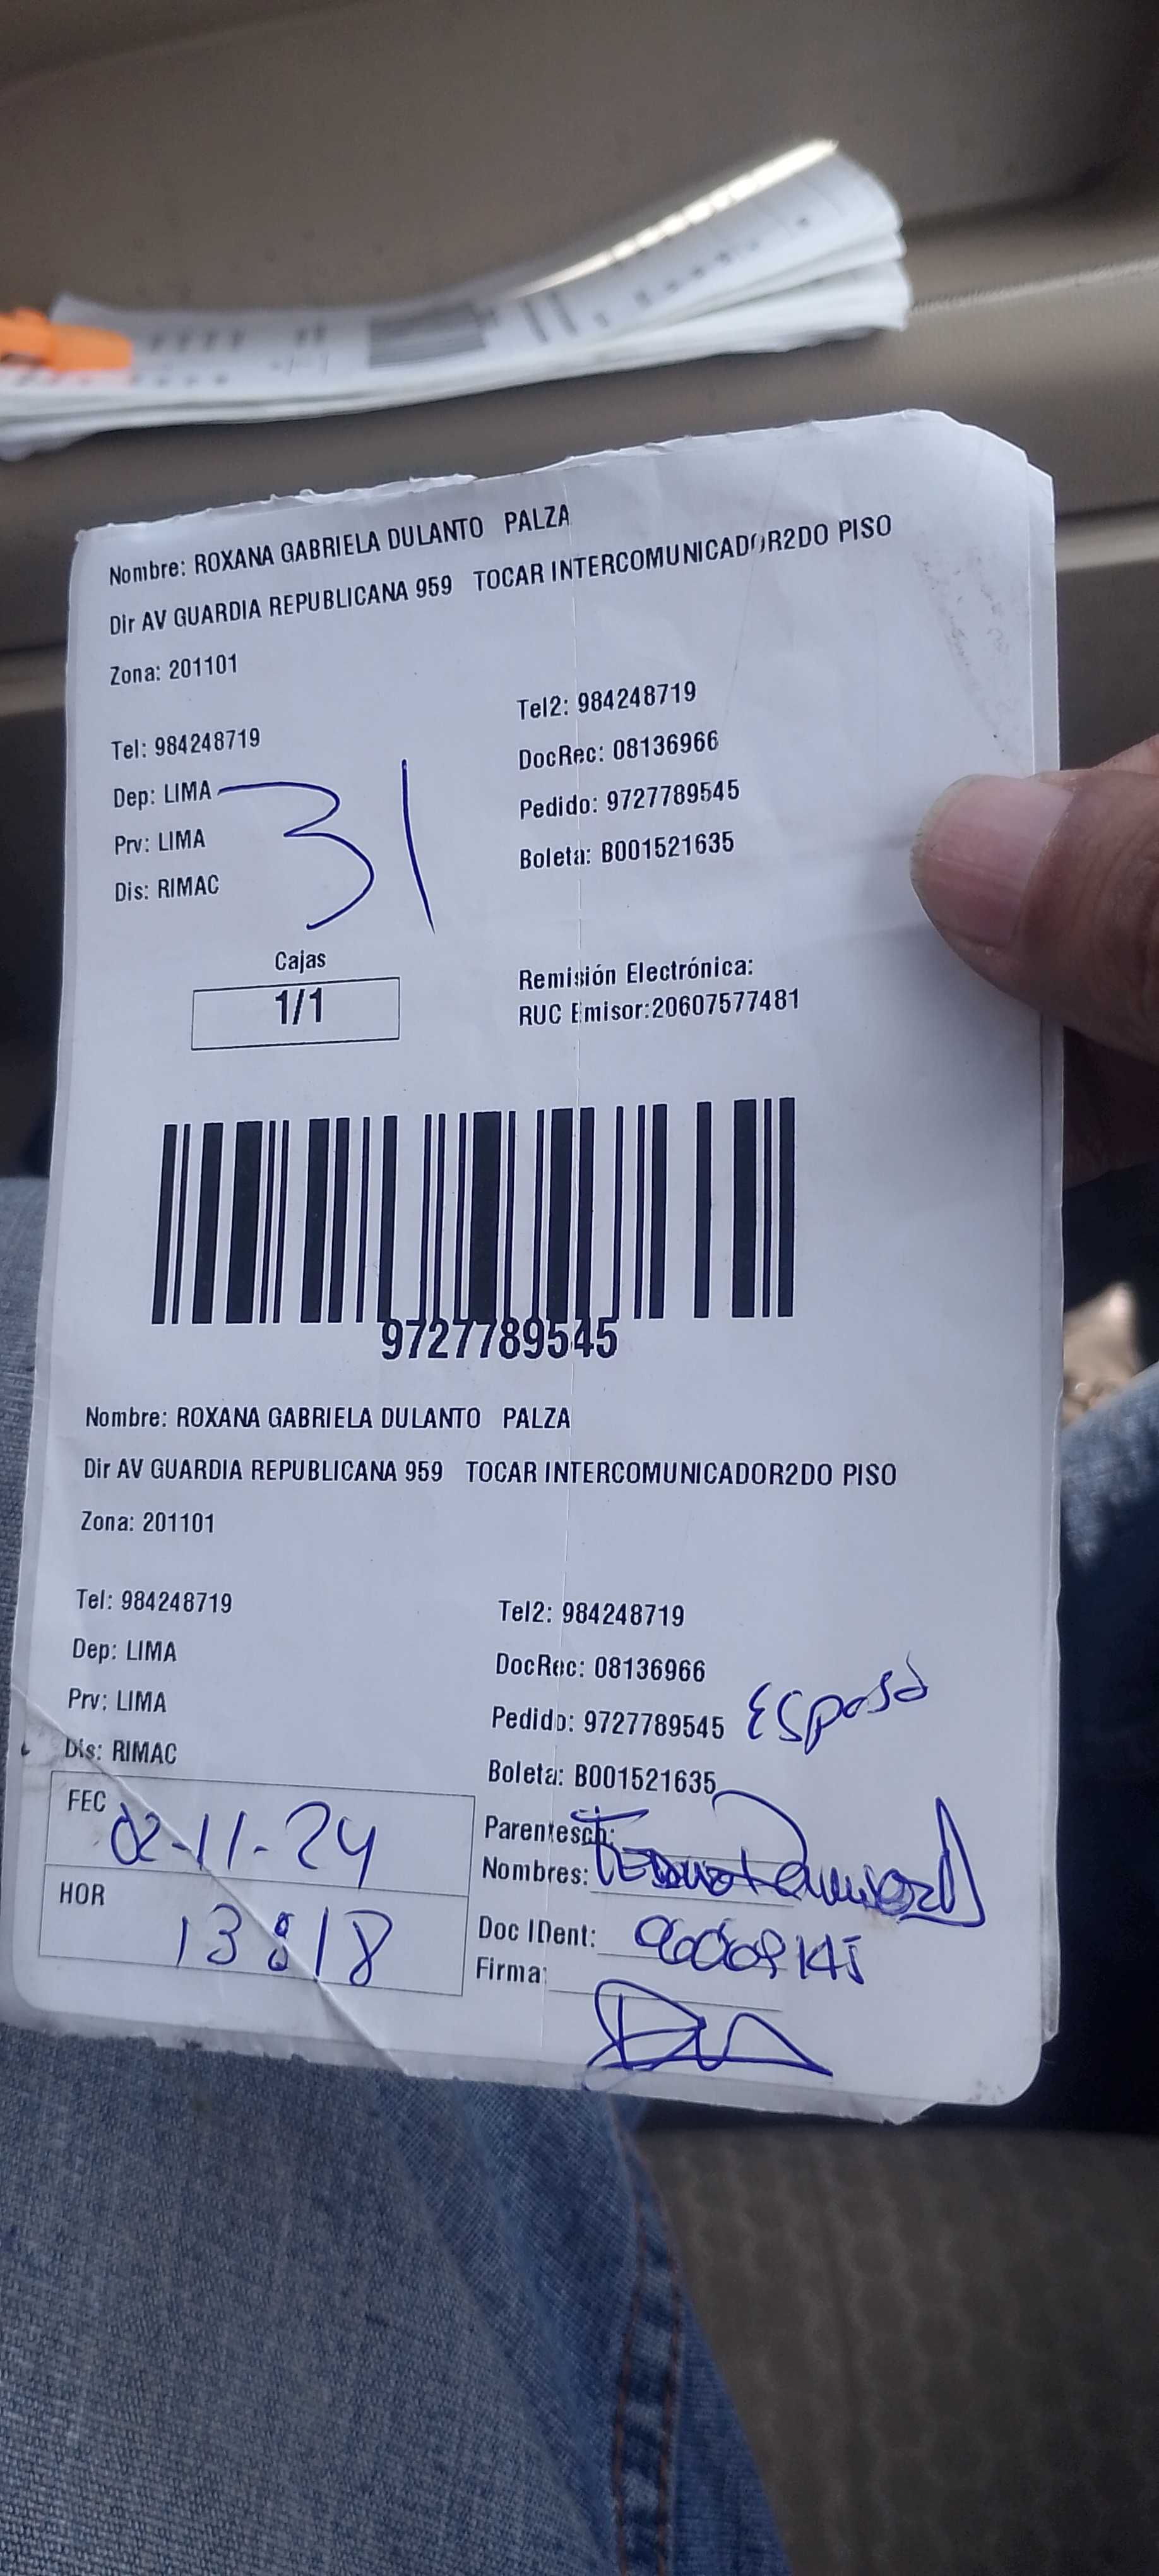 Nombre: ROXANA GABRIELA DULANTO PALZA
Dir AV GUARDIA REPUBLICANA 959 TOCAR INTERCOMUNICADOR2DO PISO
Zona: 201101
Tel: 984248719 Tel2: 984248719
DocRec: 08136966
Dep: LIMA Pedido: 9727789545
Prv: LIMA Boleta: B001521635
Dis: RIMAC
31
Cajas
1/1
Remisión Electrónica:
RUC Emisor:20607577481
9727789545
Nombre: ROXANA GABRIELA DULANTO PALZA
Dir AV GUARDIA REPUBLICANA 959 TOCAR INTERCOMUNICADOR2DO PISO
Zona: 201101
Tel: 984248719 Tel2: 984248719
Dep: LIMA DocRec: 08136966
Prv: LIMA Pedido: 9727789545 Esposo
Dis: RIMAC Boleta: B001521635
FEC 02-11-24
HOR 13:18
Parentesco:
Nombres:
Doc IDent:
Firma: